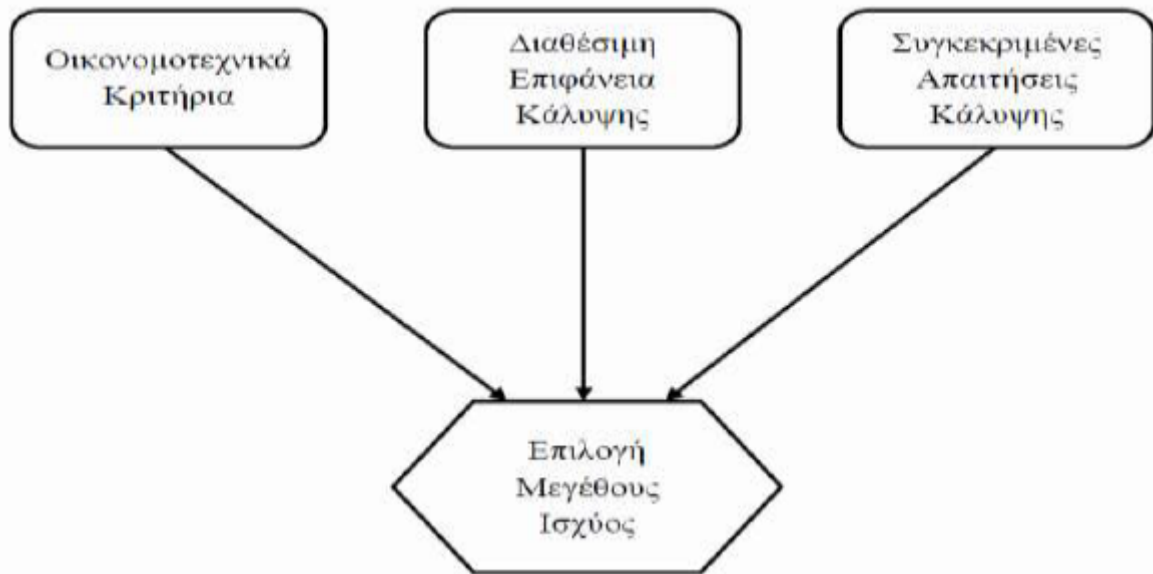 Οικονομοτεχνικά
Κριτήρια
Διαθέσιμη
Επιφάνεια
Κάλυψης
Συγκεκριμένες
Απαιτήσεις
Κάλυψης
Επιλογή
Μεγέθους
Ισχύος